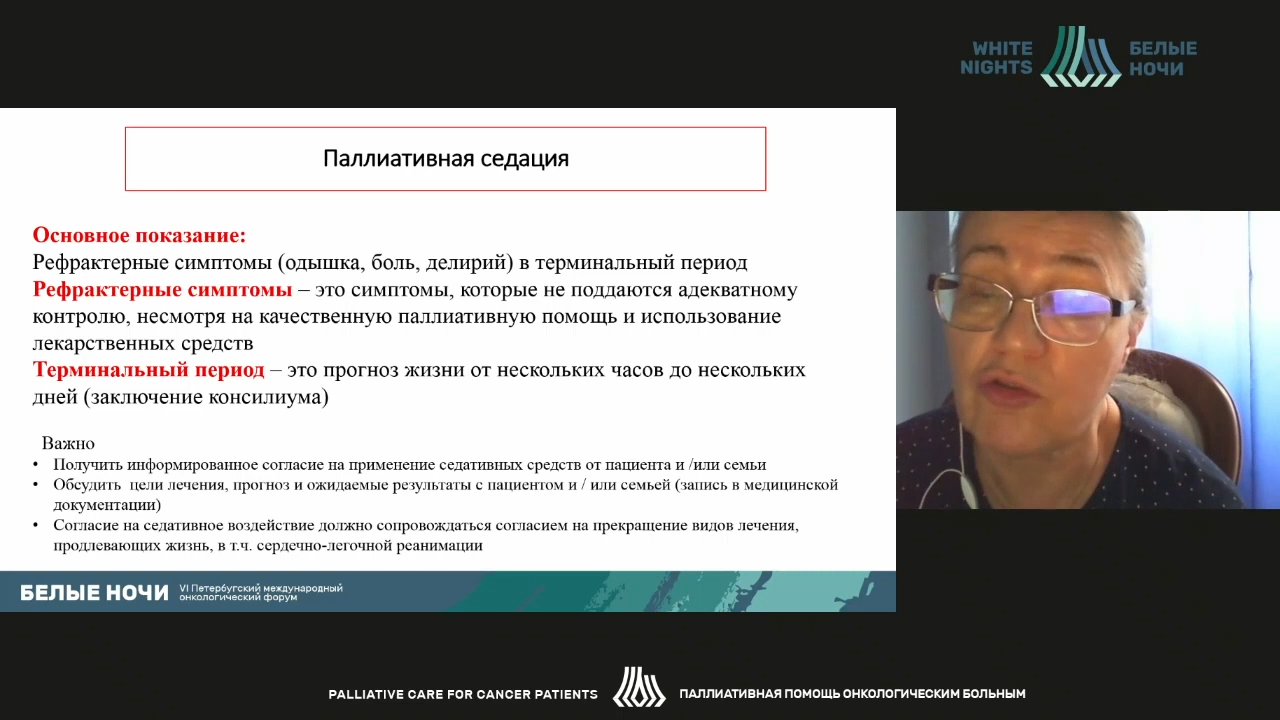 WHITE
NIGHTS
БЕЛЫЕ
НОЧИ
Паллиативная седация
Основное показание:
Рефрактерные симптомы (одышка, боль, делирий) в терминальный период
Рефрактерные симптомы – это симптомы, которые не поддаются адекватному
контролю, несмотря на качественную паллиативную помощь и использование
лекарственных средств
Терминальный период – это прогноз жизни от нескольких часов до нескольких
дней (заключение консилиума)
Важно
• Получить информированное согласие на применение седативных средств от пациента и /или семьи
• Обсудить цели лечения, прогноз и ожидаемые результаты с пациентом и / или семьей (запись в медицинской
документации)
• Согласие на седативное воздействие должно сопровождаться согласием на прекращение видов лечения,
продлевающих жизнь, в т.ч. сердечно-легочной реанимации
БЕЛЫЕ НОЧИ
VI Петербугский международный
онкологический форум
PALLIATIVE CARE FOR CANCER PATIENTS
ПАЛЛИАТИВНАЯ ПОМОЩЬ ОНКОЛОГИЧЕСКИМ БОЛЬНЫМ